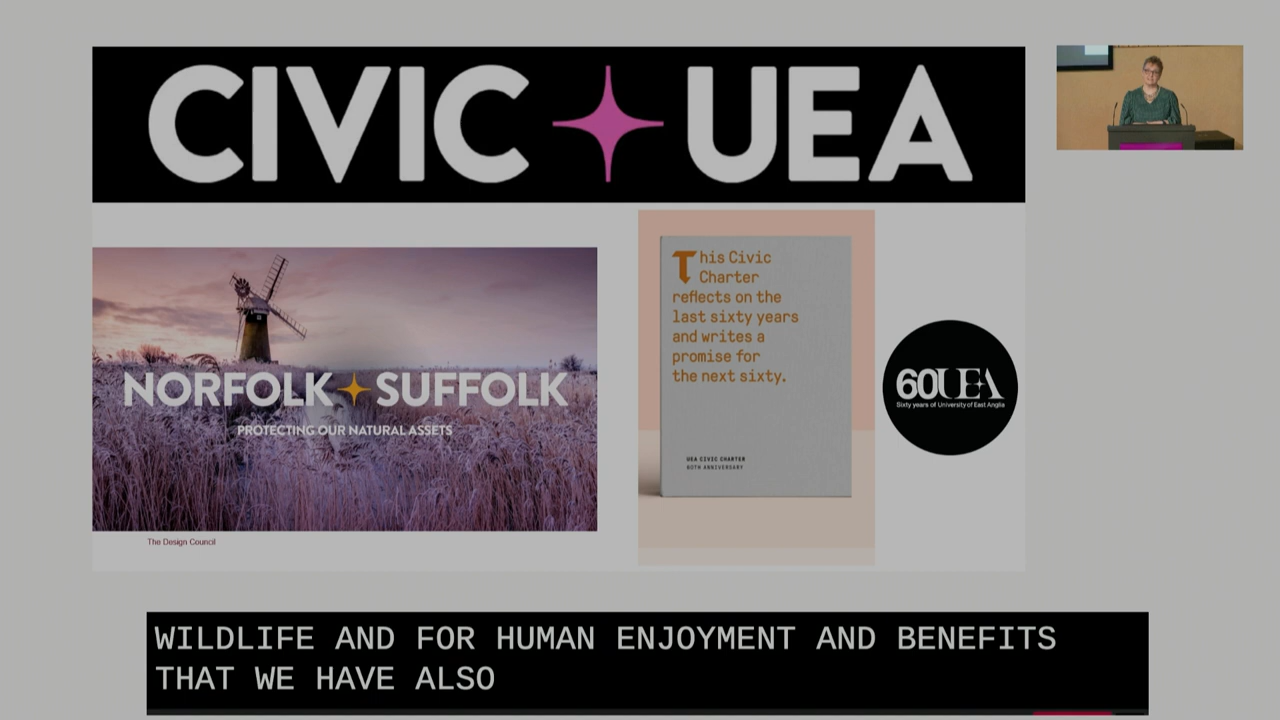 CIVIC UEA
NORFOLK SUFFOLK
PROTECTING OUR NATURAL ASSETS
The Design Council
This Civic
Charter
reflects on the
last sixty years
and writes a
promise for
the next sixty.
UEA CIVIC CHARTER
60TH ANNIVERSARY
60UEA
Sixty years of University of East Anglia
WILDLIFE AND FOR HUMAN ENJOYMENT AND BENEFITS
THAT WE HAVE ALSO